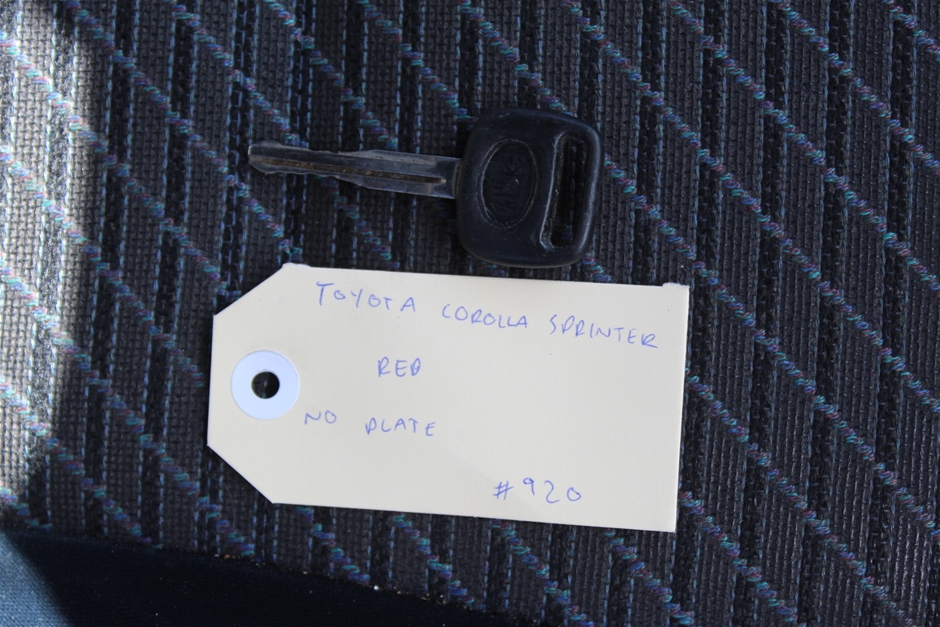 TOYOTA COROLLA SPRINTER
RED
NO PLATE
#920